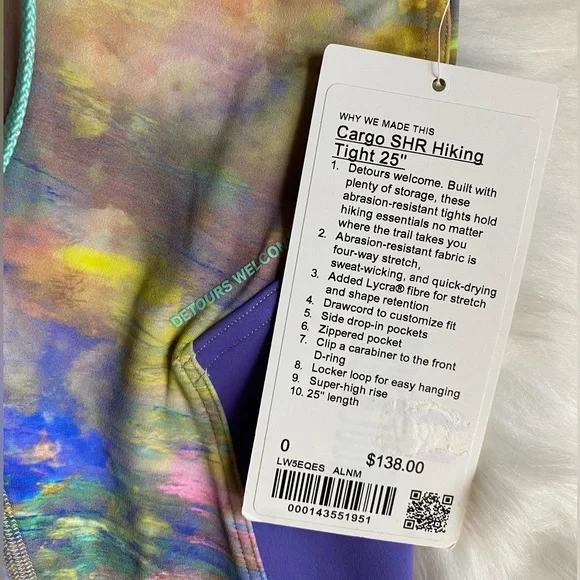 WHY WE MADE THIS
Cargo SHR Hiking
Tight 25"
1. Detours welcome. Built with
plenty of storage, these
abrasion-resistant tights hold
hiking essentials no matter
where the trail takes you
2. Abrasion-resistant fabric is
four-way stretch,
sweat-wicking, and quick-drying
3. Added Lycra® fibre for stretch
and shape retention
4. Drawcord to customize fit
5. Side drop-in pockets
6. Zippered pocket
7. Clip a carabiner to the front
D-ring
8. Locker loop for easy hanging
9. Super-high rise
10. 25" length
0 $138.00
LW5EQES ALNM
000143551951
DETOURS WELCOM